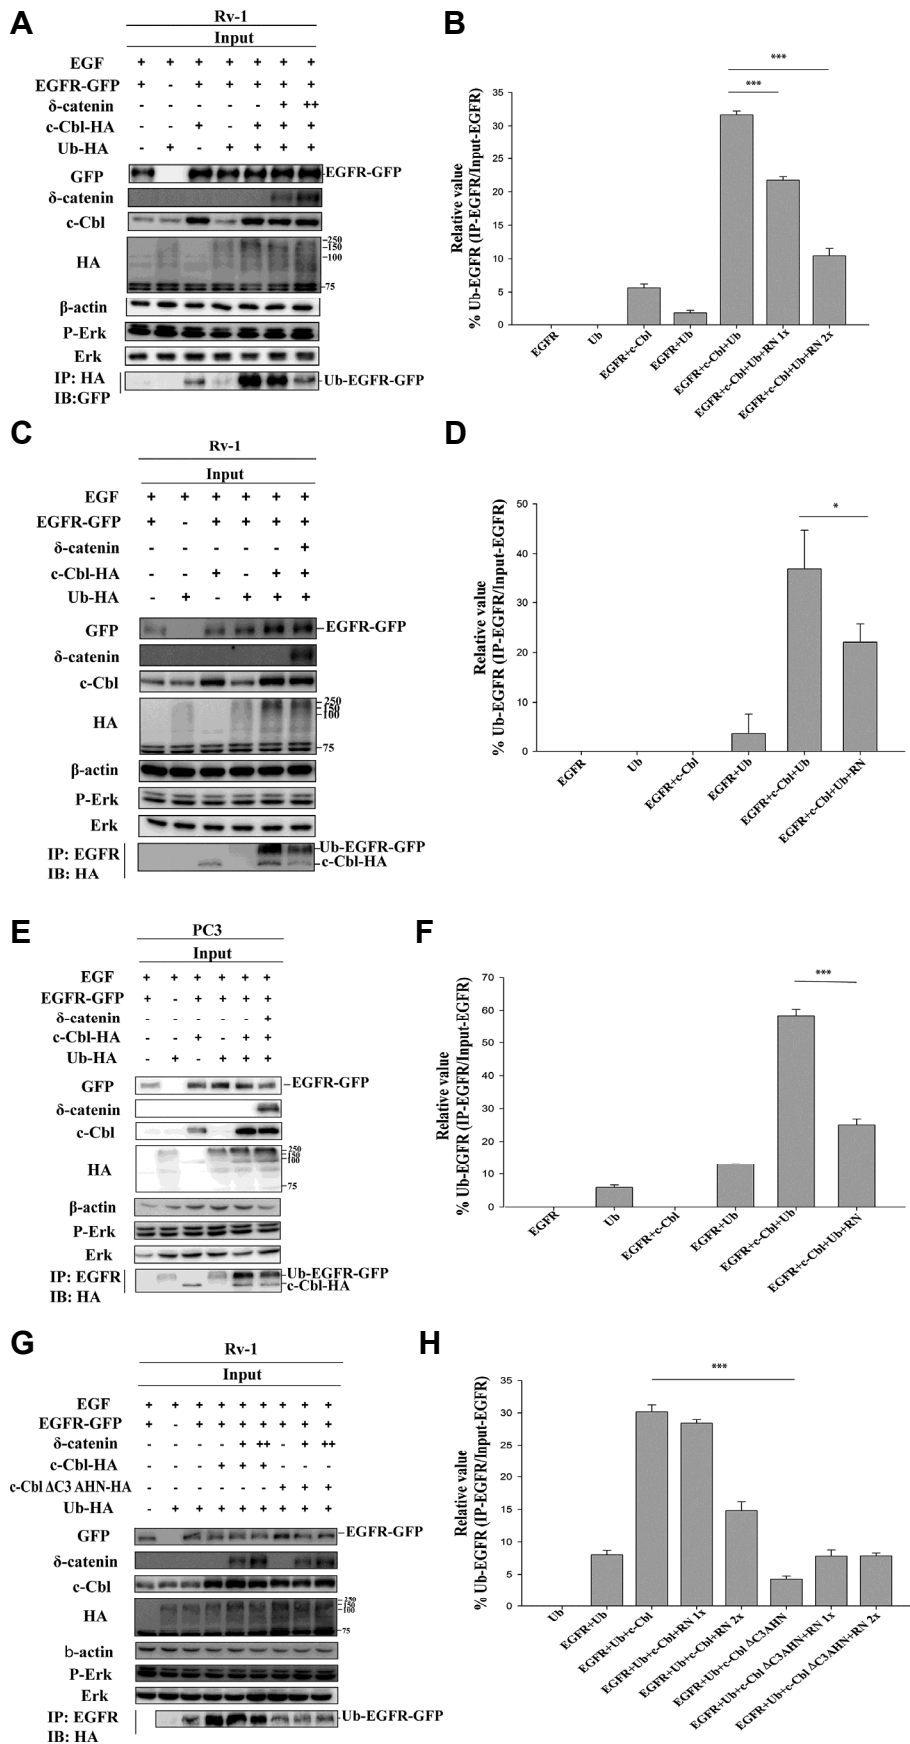 A
Rv-1
Input
EGF + + + + + + +
EGFR-GFP + - + + + + +
δ-catenin - - - - - + ++
c-Cbl-HA - - + - + + +
Ub-HA - + - + + + +
GFP
EGFR-GFP
δ-catenin
c-Cbl
HA
250
150
100
75
β-actin
P-Erk
Erk
IP: HA
IB:GFP
Ub-EGFR-GFP
B
Relative value
% Ub-EGFR (IP-EGFR/Input-EGFR)
35
30
25
20
15
10
5
0
***
***
EGFR
Ub
EGFR+c-Cbl
EGFR+Ub
EGFR+c-Cbl+Ub
EGFR+c-Cbl+Ub+RN 1x
EGFR+c-Cbl+Ub+RN 2x
C
Rv-1
Input
EGF + + + + + +
EGFR-GFP + - + + + +
δ-catenin - - - - - +
c-Cbl-HA - - + - + +
Ub-HA - + - + + +
GFP
EGFR-GFP
δ-catenin
c-Cbl
HA
250
150
100
75
β-actin
P-Erk
Erk
IP: EGFR
IB: HA
Ub-EGFR-GFP
c-Cbl-HA
D
Relative value
% Ub-EGFR (IP-EGFR/Input-EGFR)
50
40
30
20
10
0
*
EGFR
Ub
EGFR+c-Cbl
EGFR+Ub
EGFR+c-Cbl+Ub
EGFR+c-Cbl+Ub+RN
E
PC3
Input
EGF + + + + + +
EGFR-GFP + - + + + +
δ-catenin - - - - - +
c-Cbl-HA - - + - + +
Ub-HA - + - + + +
GFP
EGFR-GFP
δ-catenin
c-Cbl
HA
250
150
100
75
β-actin
P-Erk
Erk
IP: EGFR
IB: HA
Ub-EGFR-GFP
c-Cbl-HA
F
Relative value
% Ub-EGFR (IP-EGFR/Input-EGFR)
70
60
50
40
30
20
10
0
***
EGFR
Ub
EGFR+c-Cbl
EGFR+Ub
EGFR+c-Cbl+Ub
EGFR+c-Cbl+Ub+RN
G
Rv-1
Input
EGF + + + + + + + + +
EGFR-GFP + - + + + + + + +
δ-catenin - - - - + ++ - + ++
c-Cbl-HA - - - + + + - - -
c-Cbl ΔC3 AHN-HA - - - - - - + + +
Ub-HA - + + + + + + + +
GFP
EGFR-GFP
δ-catenin
c-Cbl
HA
250
150
100
75
b-actin
P-Erk
Erk
IP: EGFR
IB: HA
Ub-EGFR-GFP
H
Relative value
% Ub-EGFR (IP-EGFR/Input-EGFR)
35
30
25
20
15
10
5
0
***
Ub
EGFR+Ub
EGFR+Ub+c-Cbl
EGFR+Ub+c-Cbl+RN 1x
EGFR+Ub+c-Cbl+RN 2x
EGFR+Ub+c-Cbl ΔC3AHN
EGFR+Ub+c-Cbl ΔC3AHN+RN 1x
EGFR+Ub+c-Cbl ΔC3AHN+RN 2x